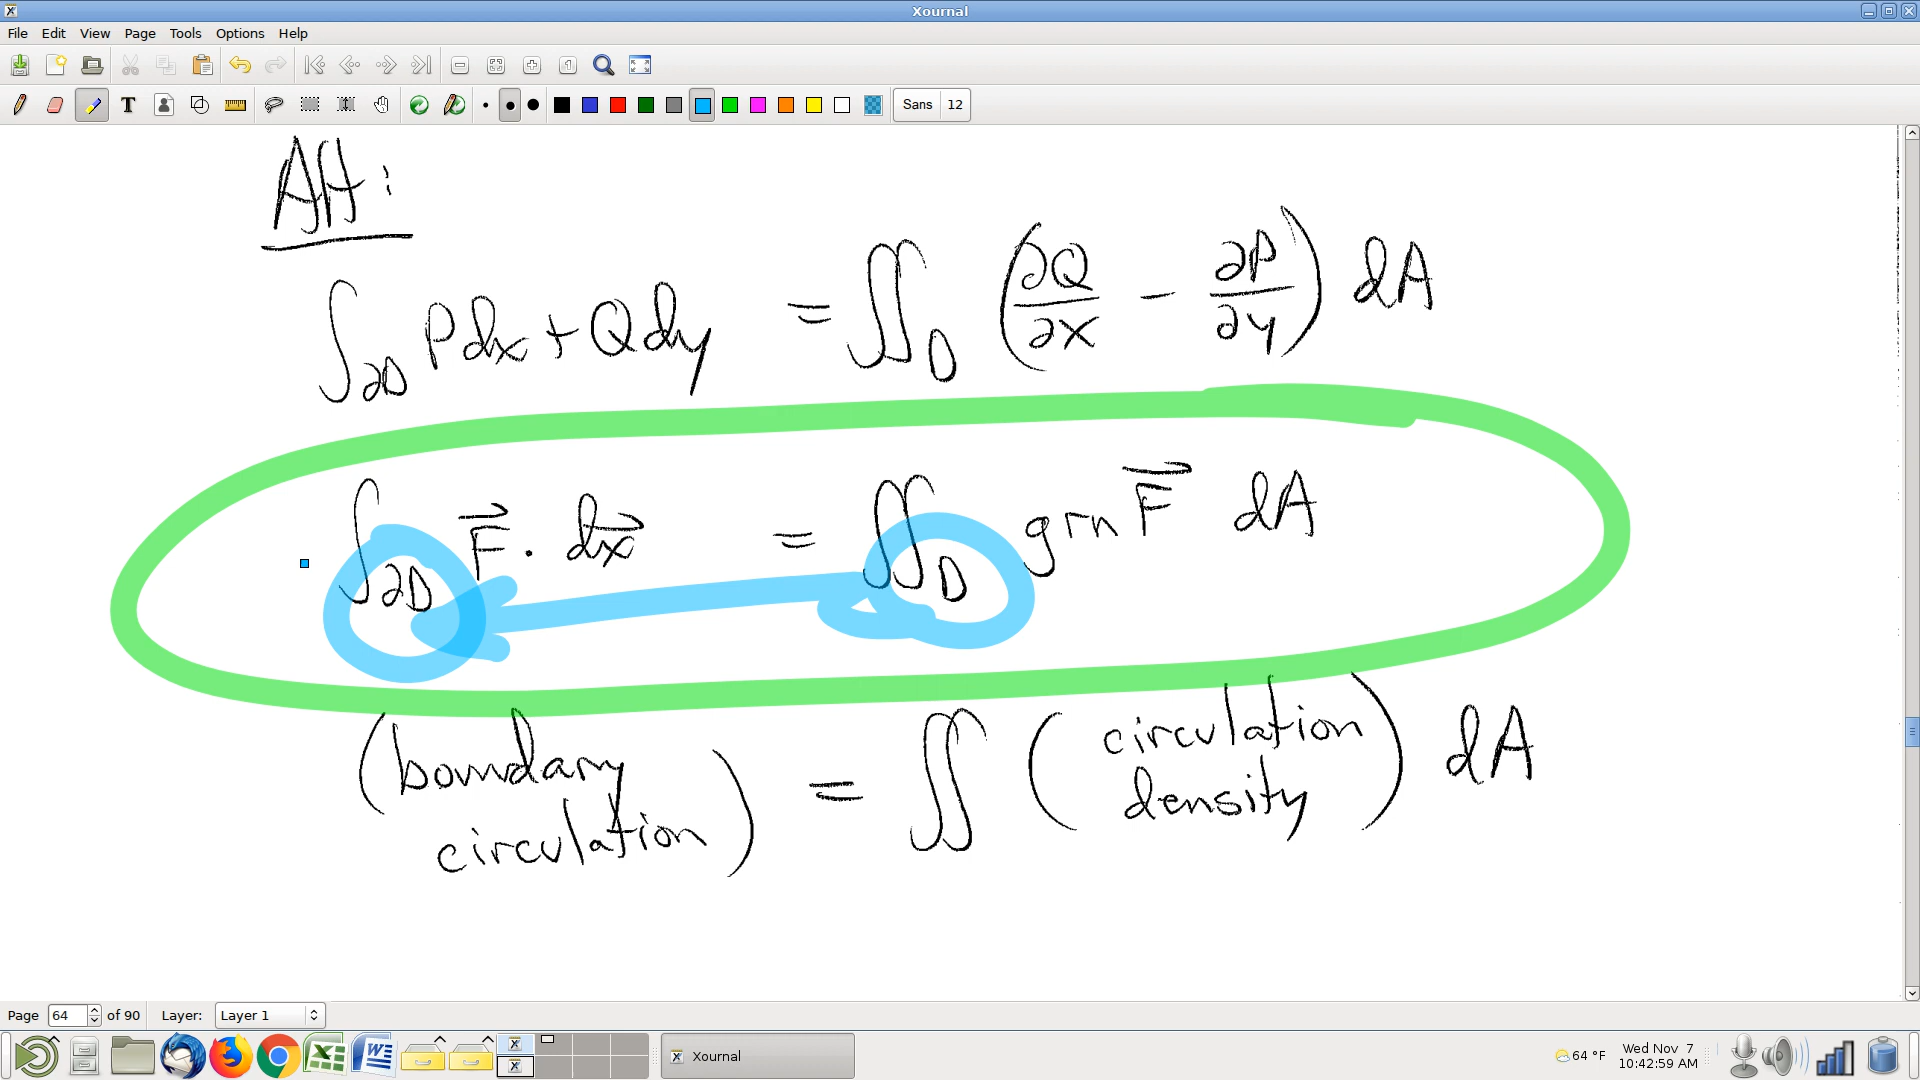 Xournal
File Edit View Page Tools Options Help
Sans 12
Alt:
∫_∂D Pdx + Qdy = ∬_D (∂Q/∂x − ∂P/∂y) dA
∫_∂D F⃗ · dx⃗ = ∬_D grn F⃗ dA
(boundary circulation) = ∬ (circulation density) dA
Page 64 of 90 Layer: Layer 1
Xournal
64 °F
Wed Nov 7
10:42:59 AM